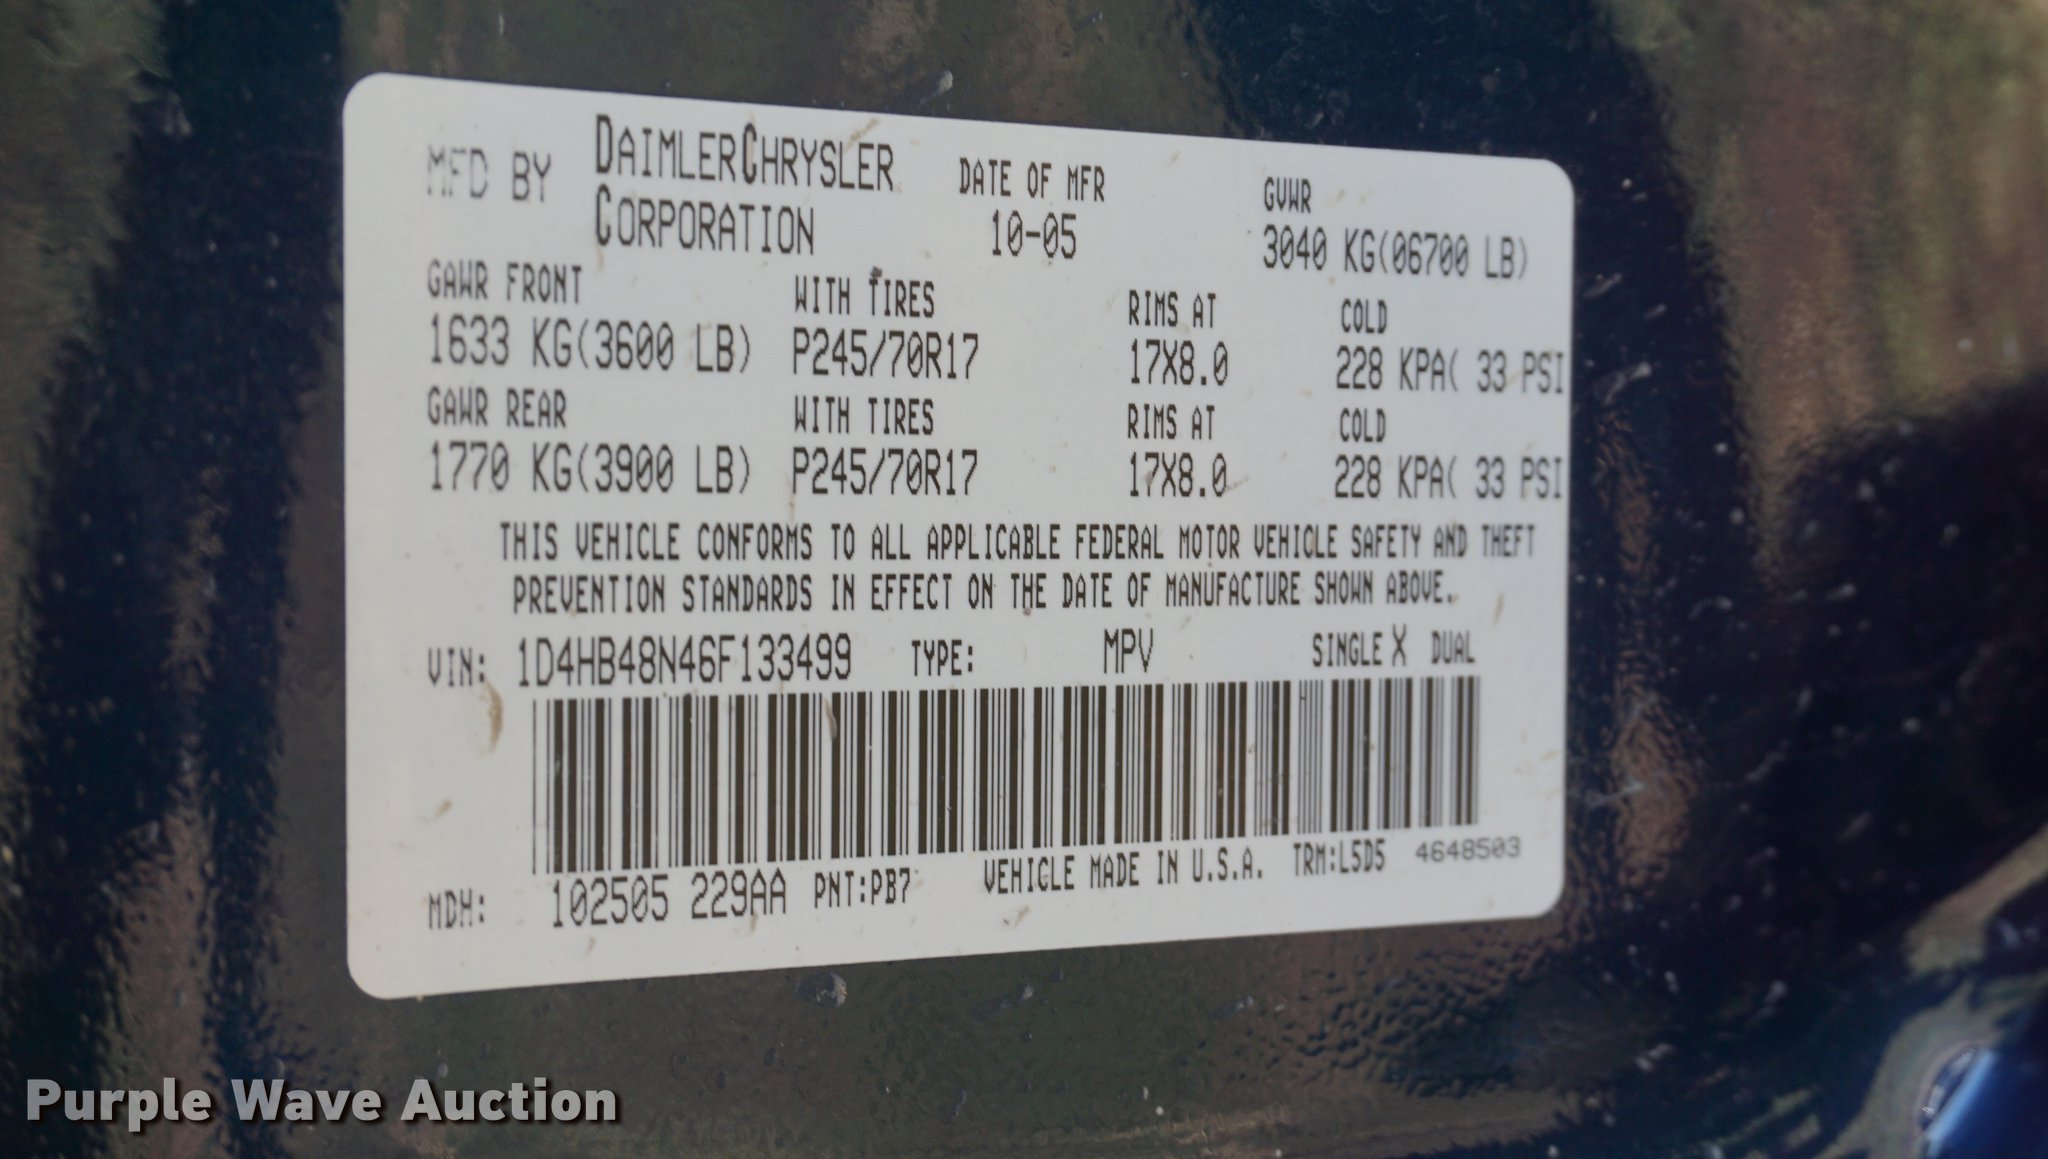 MFD BY DAIMLERCHRYSLER CORPORATION DATE OF MFR 10-05 GVWR 3040 KG(06700 LB)
GAWR FRONT WITH TIRES RIMS AT COLD
1633 KG(3600 LB) P245/70R17 17X8.0 228 KPA( 33 PSI
GAWR REAR WITH TIRES RIMS AT COLD
1770 KG(3900 LB) P245/70R17 17X8.0 228 KPA( 33 PSI
THIS VEHICLE CONFORMS TO ALL APPLICABLE FEDERAL MOTOR VEHICLE SAFETY AND THEFT
PREVENTION STANDARDS IN EFFECT ON THE DATE OF MANUFACTURE SHOWN ABOVE.
VIN: 1D4HB48N46F133499 TYPE: MPV SINGLE X DUAL
MDH: 102505 229AA PNT:PB7 VEHICLE MADE IN U.S.A. TRM:L5D5 4648503
Purple Wave Auction